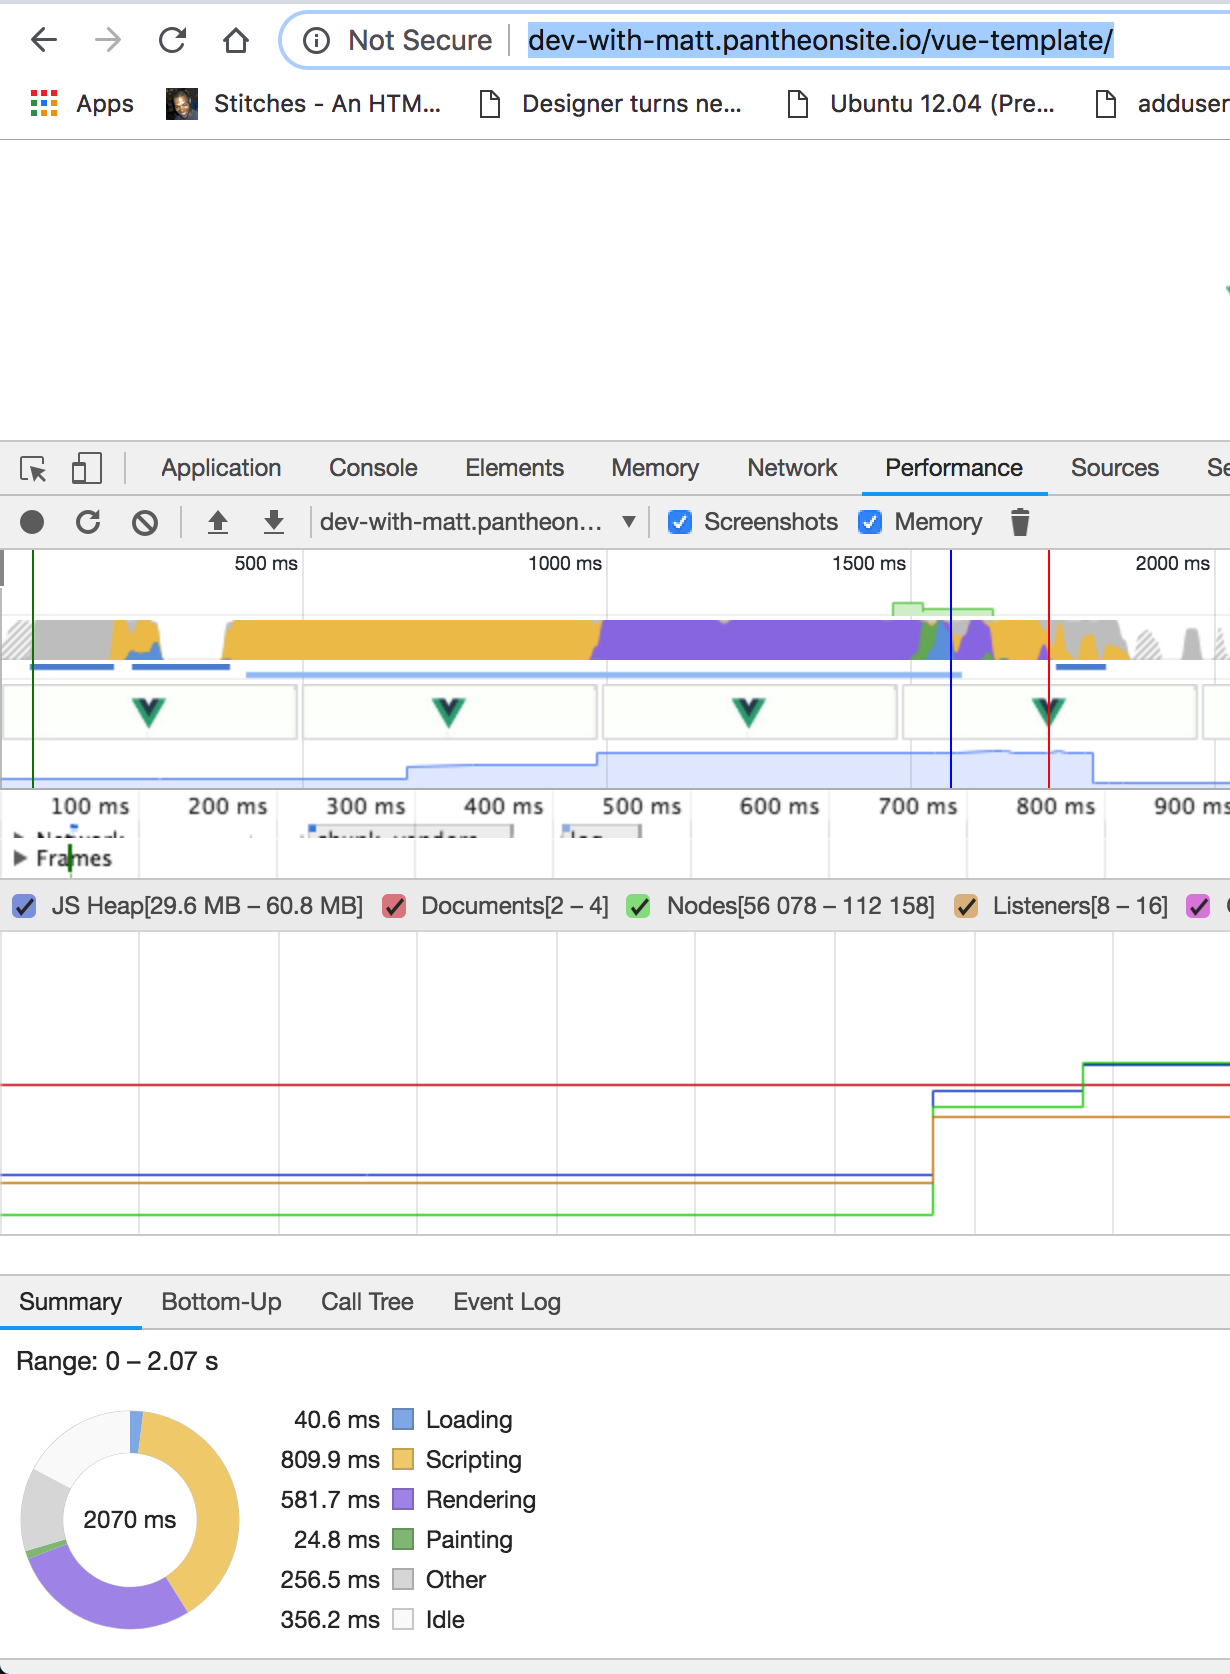 Not Secure dev-with-matt.pantheonsite.io/vue-template/
Apps Stitches - An HTM... Designer turns ne... Ubuntu 12.04 (Pre... adduser
Application Console Elements Memory Network Performance Sources Se
dev-with-matt.pantheon... Screenshots Memory
500 ms 1000 ms 1500 ms 2000 ms
100 ms 200 ms 300 ms 400 ms 500 ms 600 ms 700 ms 800 ms 900 ms
Network chunk-vendors
Frames
JS Heap[29.6 MB – 60.8 MB] Documents[2 – 4] Nodes[56 078 – 112 158] Listeners[8 – 16]
Summary Bottom-Up Call Tree Event Log
Range: 0 – 2.07 s
2070 ms
40.6 ms Loading
809.9 ms Scripting
581.7 ms Rendering
24.8 ms Painting
256.5 ms Other
356.2 ms Idle